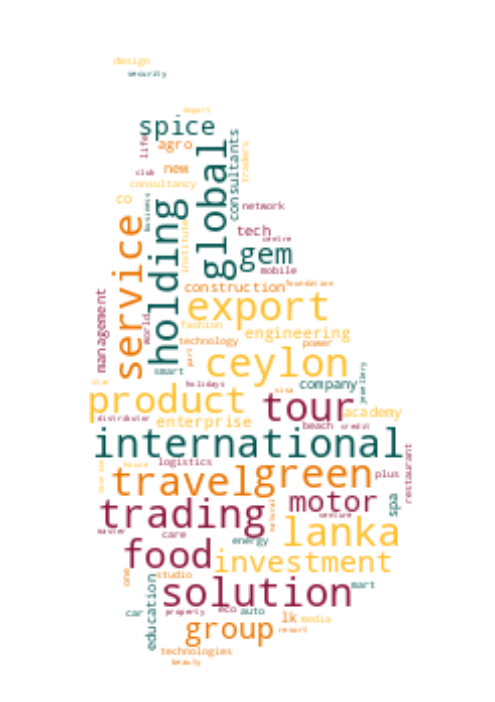 design
security
import
spice
life
agro
consultants
global
traders
club
new
consultancy
co
business
holding
network
service
institute
tech
centre
gem
mobile
construction
foundation
management
export
world
fashion
engineering
technology
power
part
ceylon
smart
star
holidays
company
jewellery
product
tour
academy
distributor
enterprise
beach
credit
international
restaurant
house
logistics
travel
green
plus
motor
spa
trading
natural
venture
lanka
care
energy
food
investment
one
studio
education
solution
mart
car
property
eco
auto
lk
media
group
resort
technologies
beauty